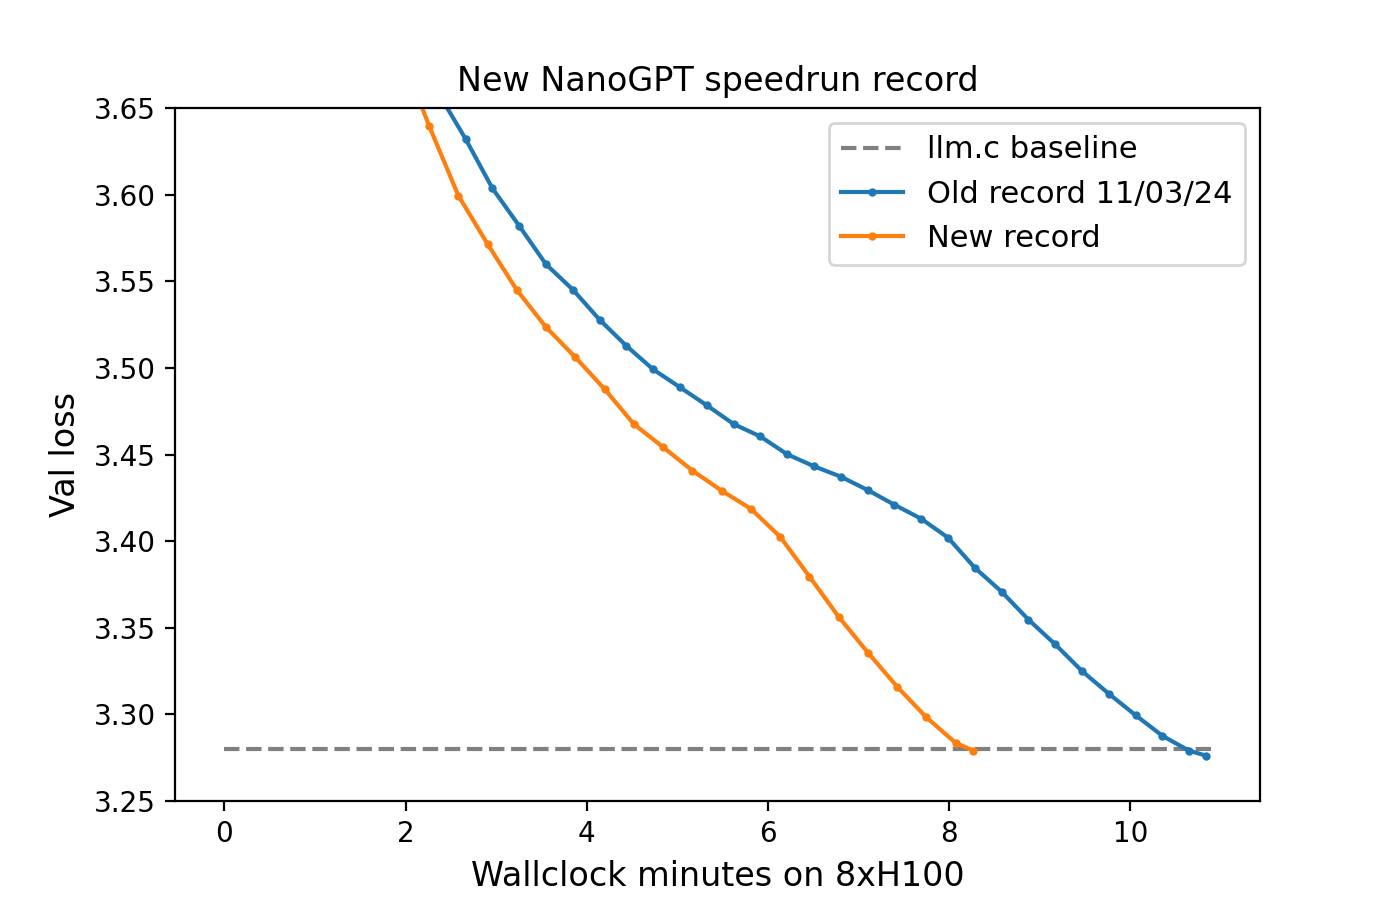 New NanoGPT speedrun record
llm.c baseline
Old record 11/03/24
New record
3.65
3.60
3.55
3.50
3.45
3.40
3.35
3.30
3.25
Val loss
0 2 4 6 8 10
Wallclock minutes on 8xH100